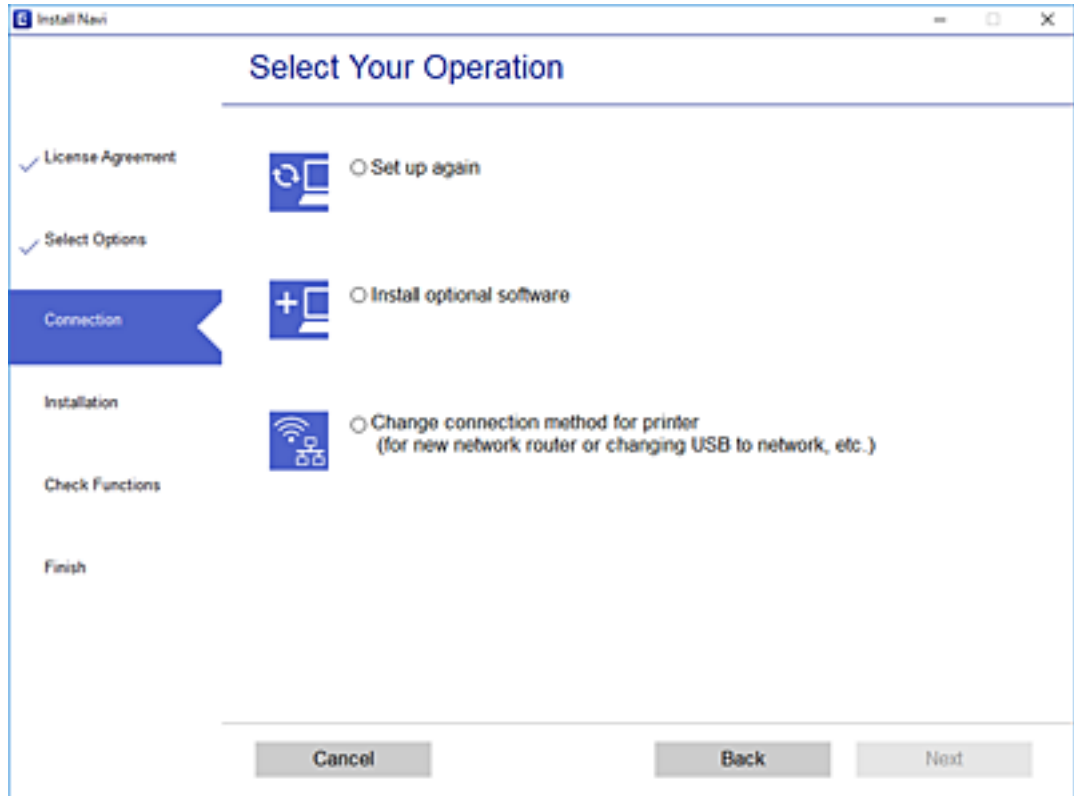 Install Navi
Select Your Operation
License Agreement
Select Options
Connection
Installation
Check Functions
Finish
Set up again
Install optional software
Change connection method for printer
(for new network router or changing USB to network, etc.)
Cancel
Back
Next